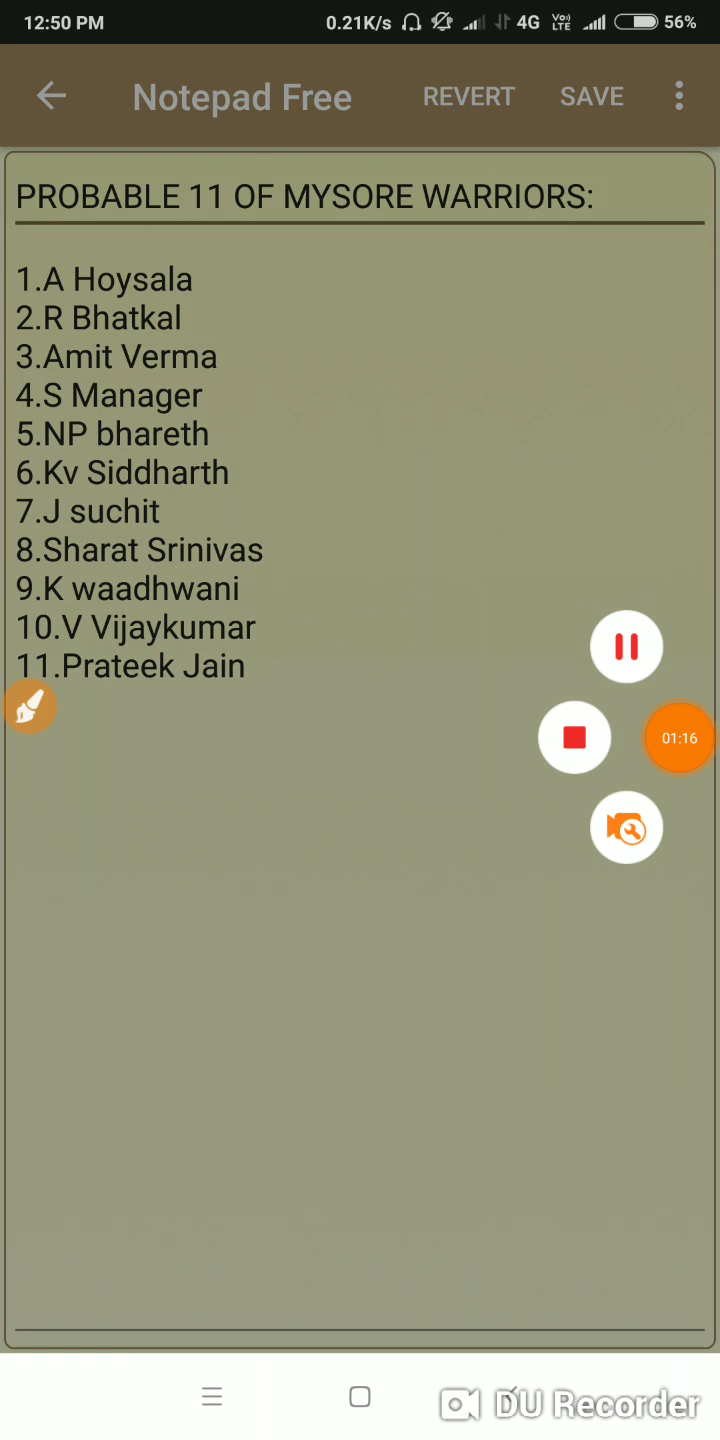 12:50 PM 0.21K/s 4G Vo)) LTE 56%
Notepad Free REVERT SAVE
PROBABLE 11 OF MYSORE WARRIORS:
1.A Hoysala
2.R Bhatkal
3.Amit Verma
4.S Manager
5.NP bhareth
6.Kv Siddharth
7.J suchit
8.Sharat Srinivas
9.K waadhwani
10.V Vijaykumar
11.Prateek Jain
01:16
DU Recorder